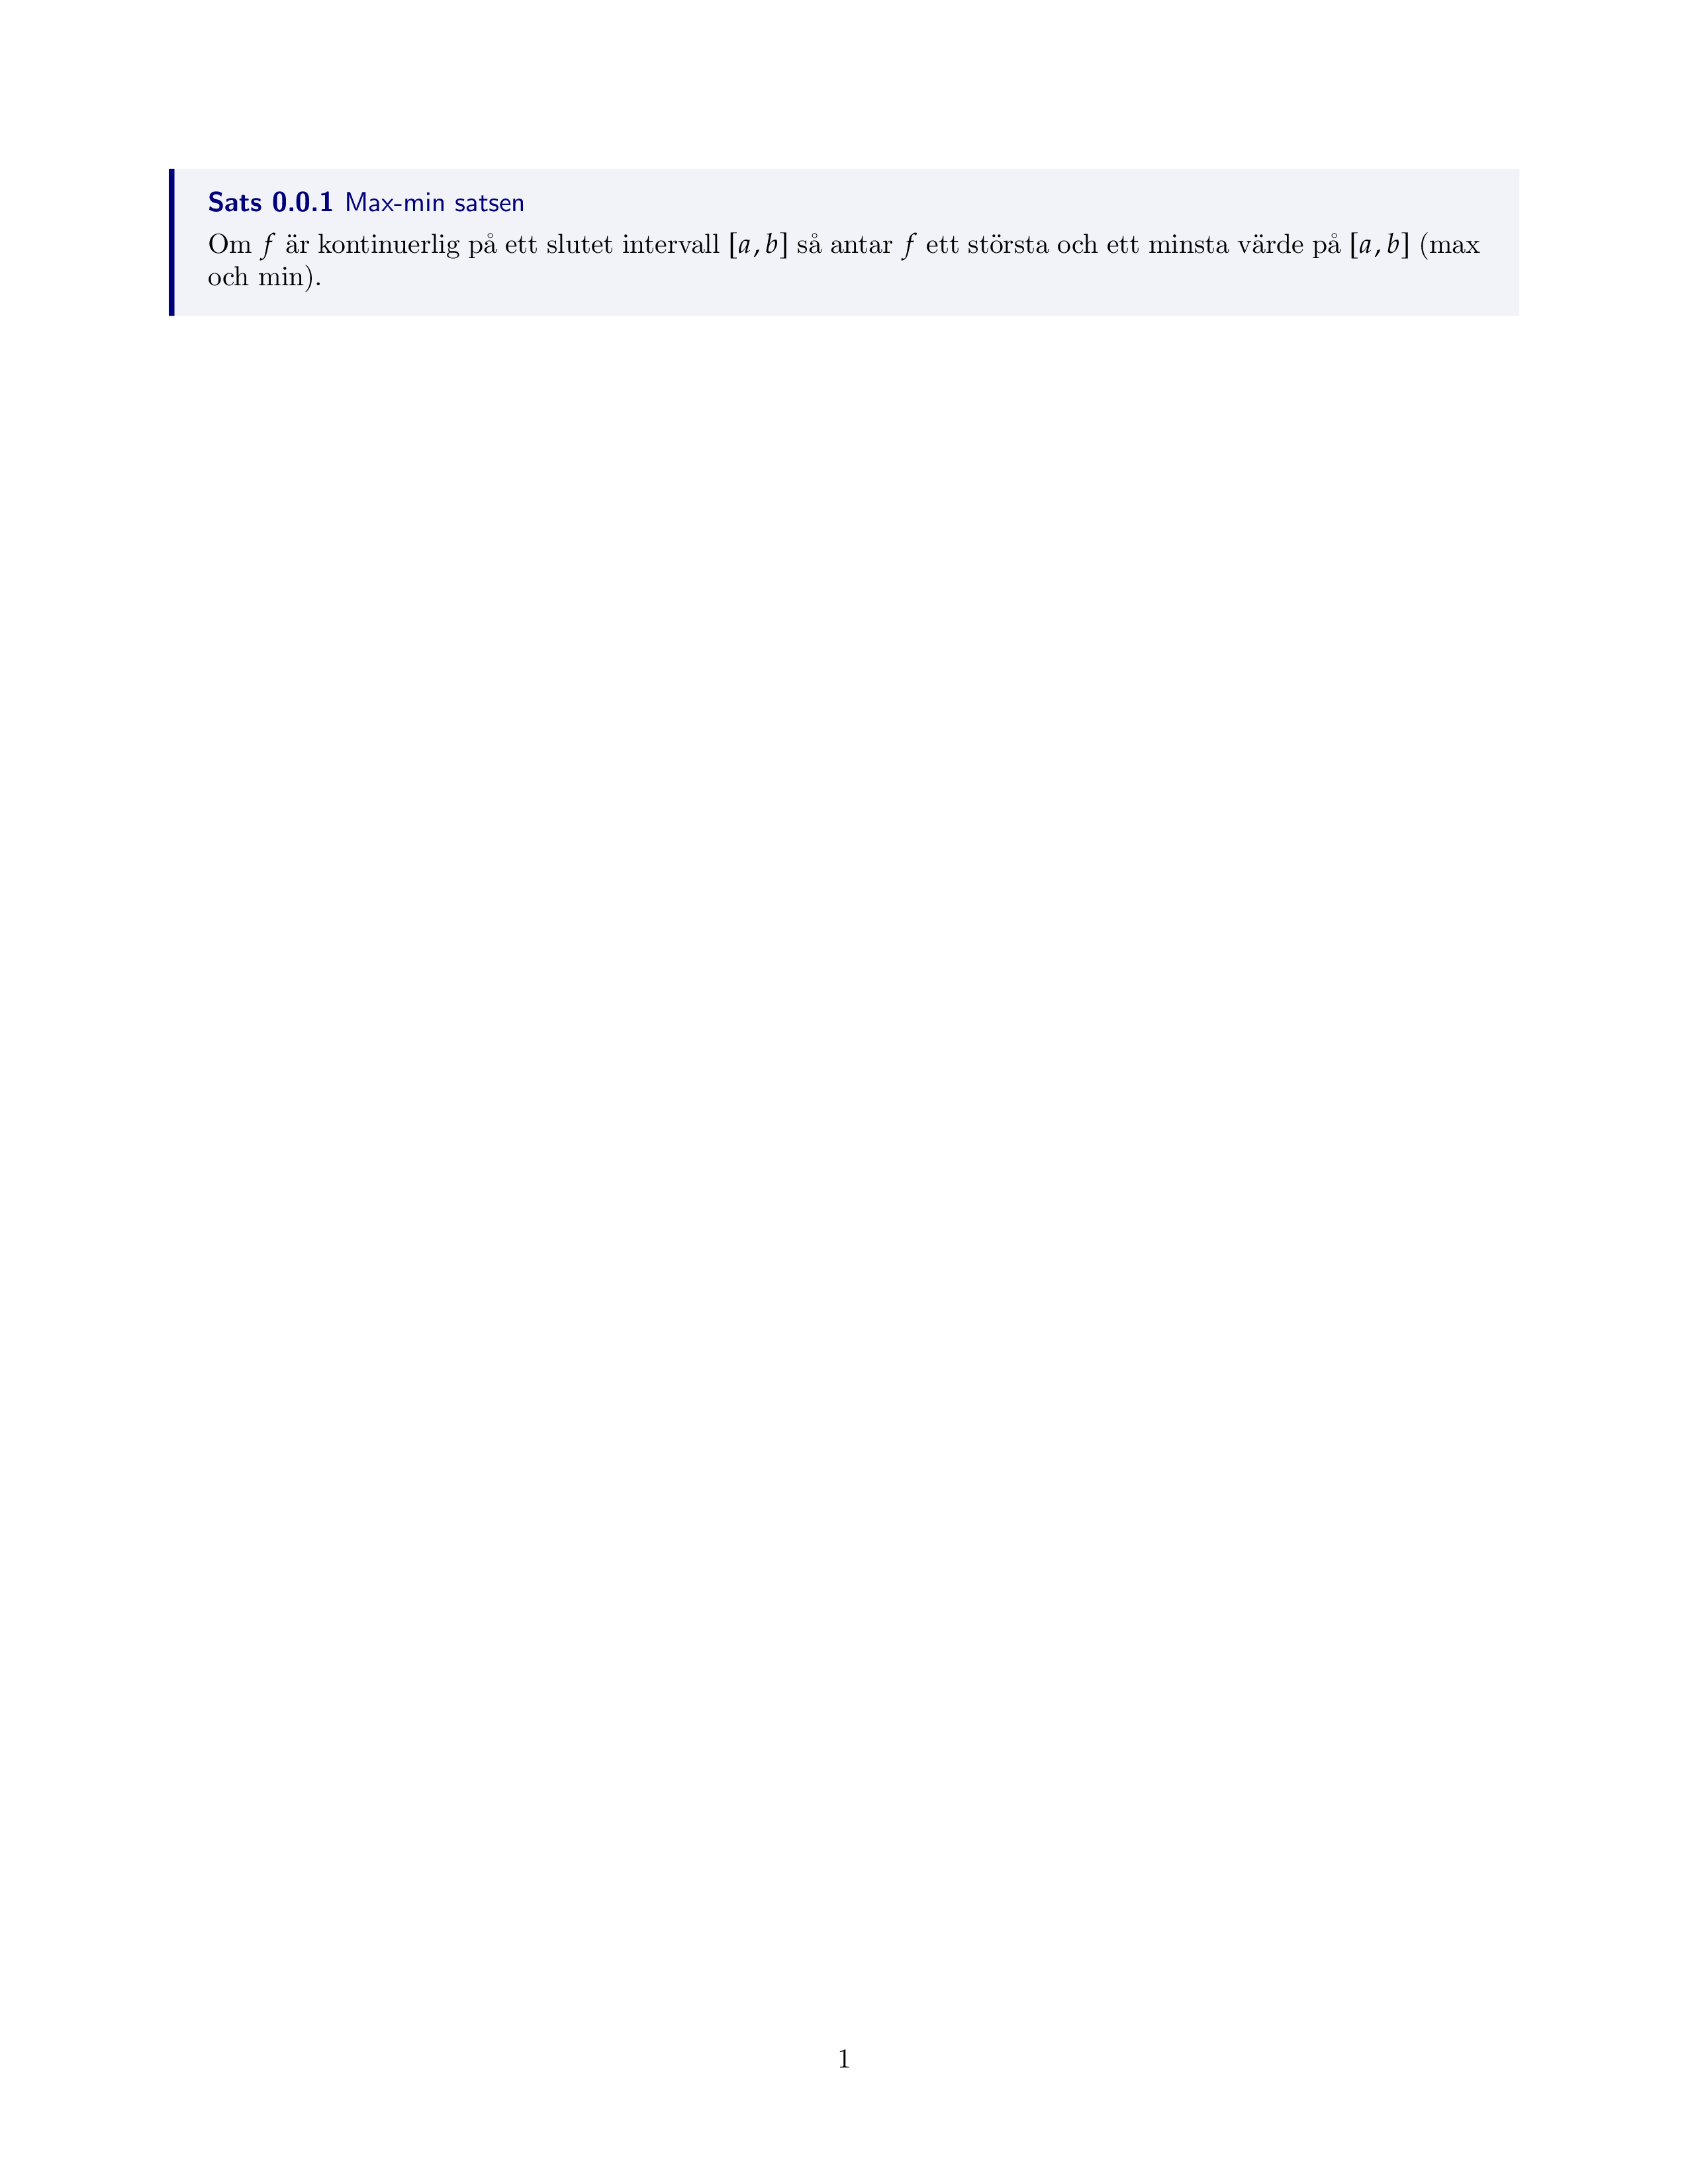 Sats 0.0.1 Max-min satsen
Om f är kontinuerlig på ett slutet intervall [a, b] så antar f ett största och ett minsta värde på [a, b] (max
och min).
1